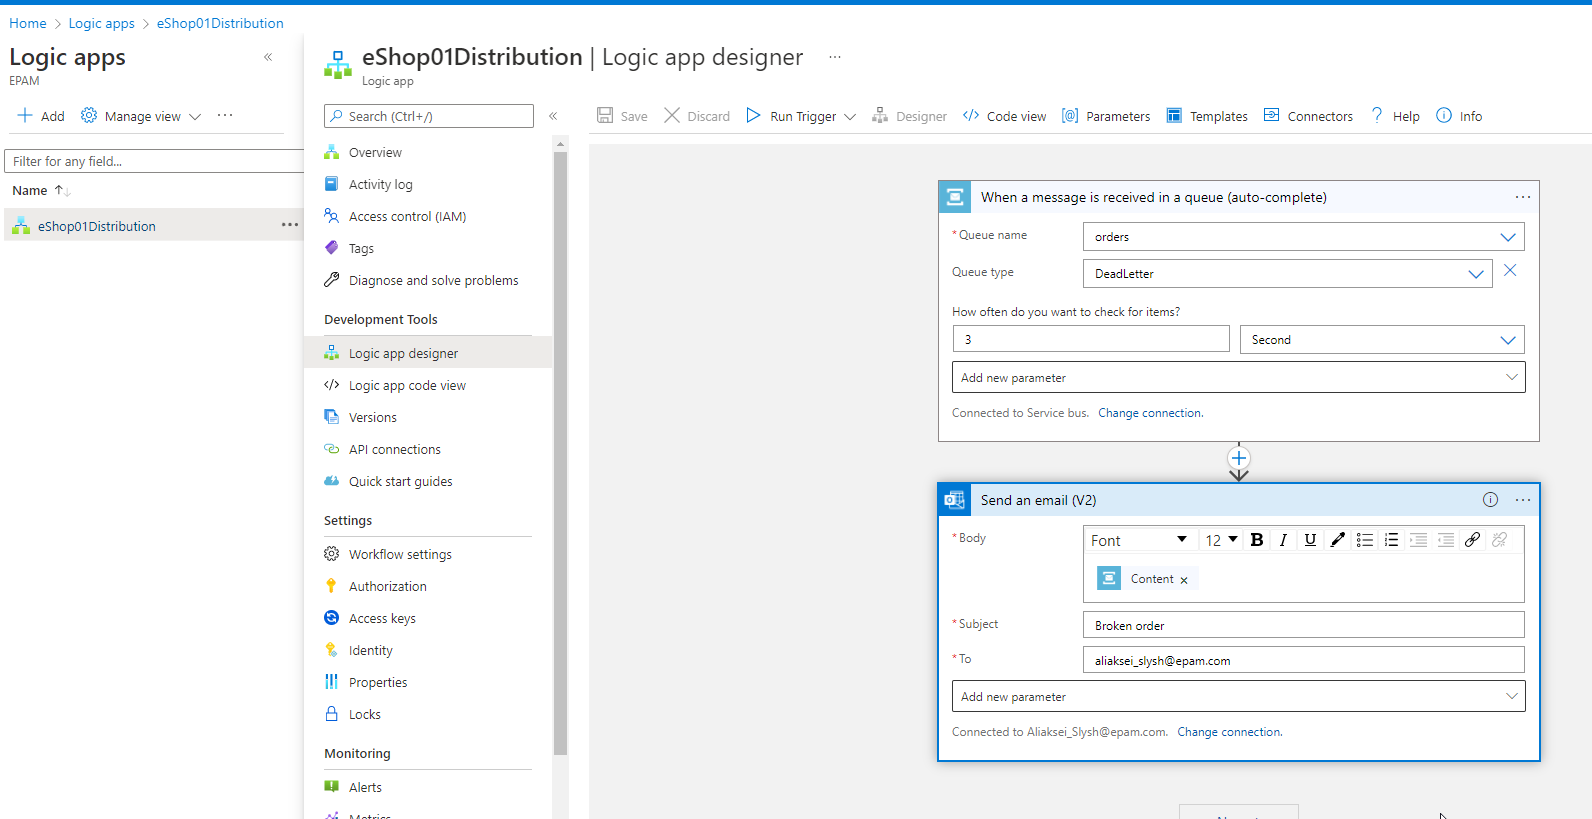 Home > Logic apps > eShop01Distribution
Logic apps
EPAM
Add
Manage view
Filter for any field...
Name
eShop01Distribution
eShop01Distribution | Logic app designer
Logic app
Search (Ctrl+/)
Overview
Activity log
Access control (IAM)
Tags
Diagnose and solve problems
Development Tools
Logic app designer
Logic app code view
Versions
API connections
Quick start guides
Settings
Workflow settings
Authorization
Access keys
Identity
Properties
Locks
Monitoring
Alerts
Metrics
Save
Discard
Run Trigger
Designer
Code view
Parameters
Templates
Connectors
Help
Info
When a message is received in a queue (auto-complete)
* Queue name
orders
Queue type
DeadLetter
How often do you want to check for items?
3
Second
Add new parameter
Connected to Service bus. Change connection.
Send an email (V2)
* Body
Font
12
B I U
Content
* Subject
Broken order
* To
aliaksei_slysh@epam.com
Add new parameter
Connected to Aliaksei_Slysh@epam.com. Change connection.